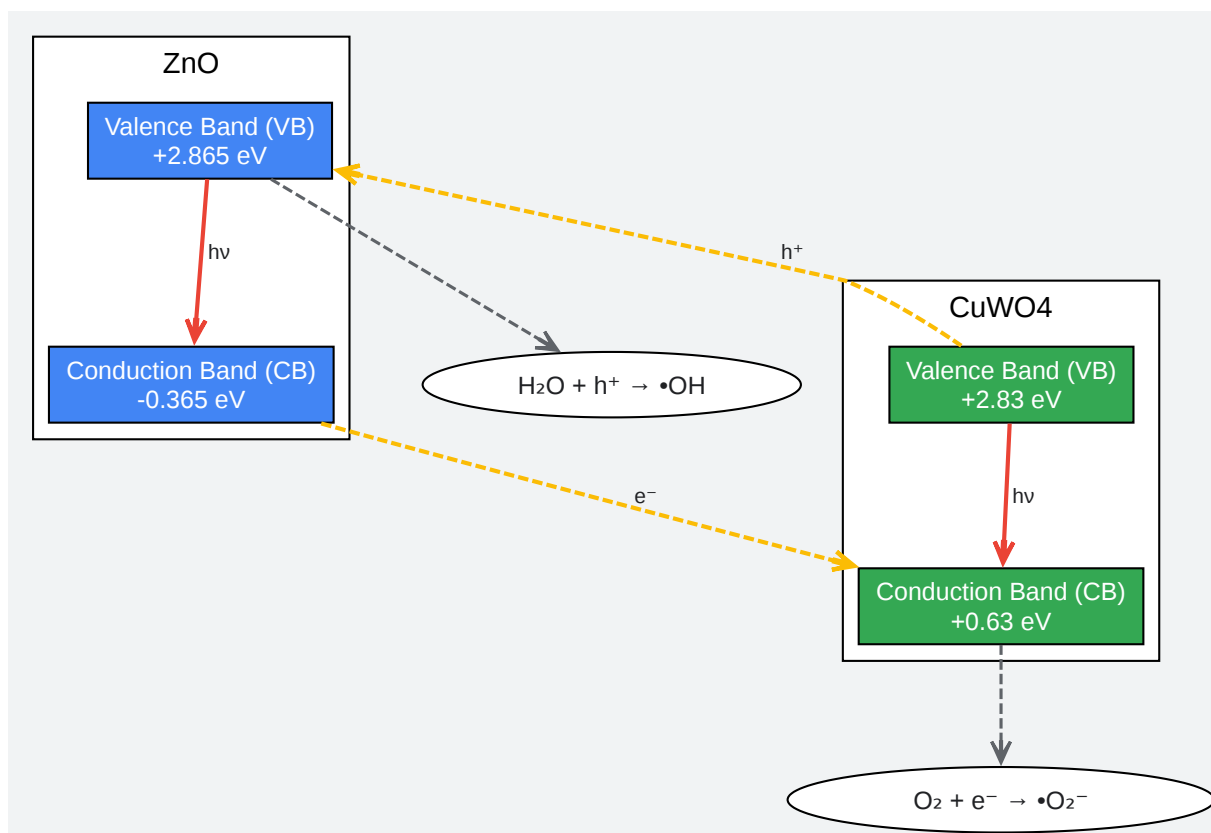 ZnO
Valence Band (VB)
+2.865 eV
hν
h⁺
CuWO4
Conduction Band (CB)
-0.365 eV
H₂O + h⁺ → •OH
Valence Band (VB)
+2.83 eV
e⁻
hν
Conduction Band (CB)
+0.63 eV
O₂ + e⁻ → •O₂⁻